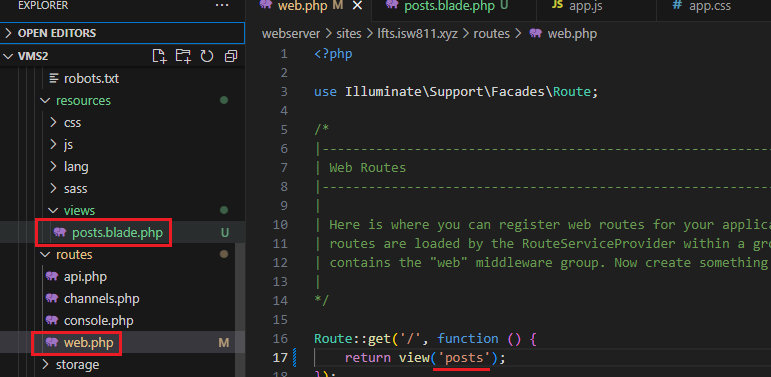 EXPLORER
...
web.php M ×
posts.blade.php U
JS app.js
# app.css
> OPEN EDITORS
VMS2
robots.txt
resources
> css
> js
> lang
> sass
views
posts.blade.php U
routes
api.php
channels.php
console.php
web.php M
> storage
webserver > sites > lfts.isw811.xyz > routes > web.php
1 <?php
2
3 use Illuminate\Support\Facades\Route;
4
5 /*
6 |--------------------------------------------------------------
7 | Web Routes
8 |--------------------------------------------------------------
9 |
10 | Here is where you can register web routes for your applica
11 | routes are loaded by the RouteServiceProvider within a gro
12 | contains the "web" middleware group. Now create something
13 |
14 */
15
16 Route::get('/', function () {
17 return view('posts');
18 });